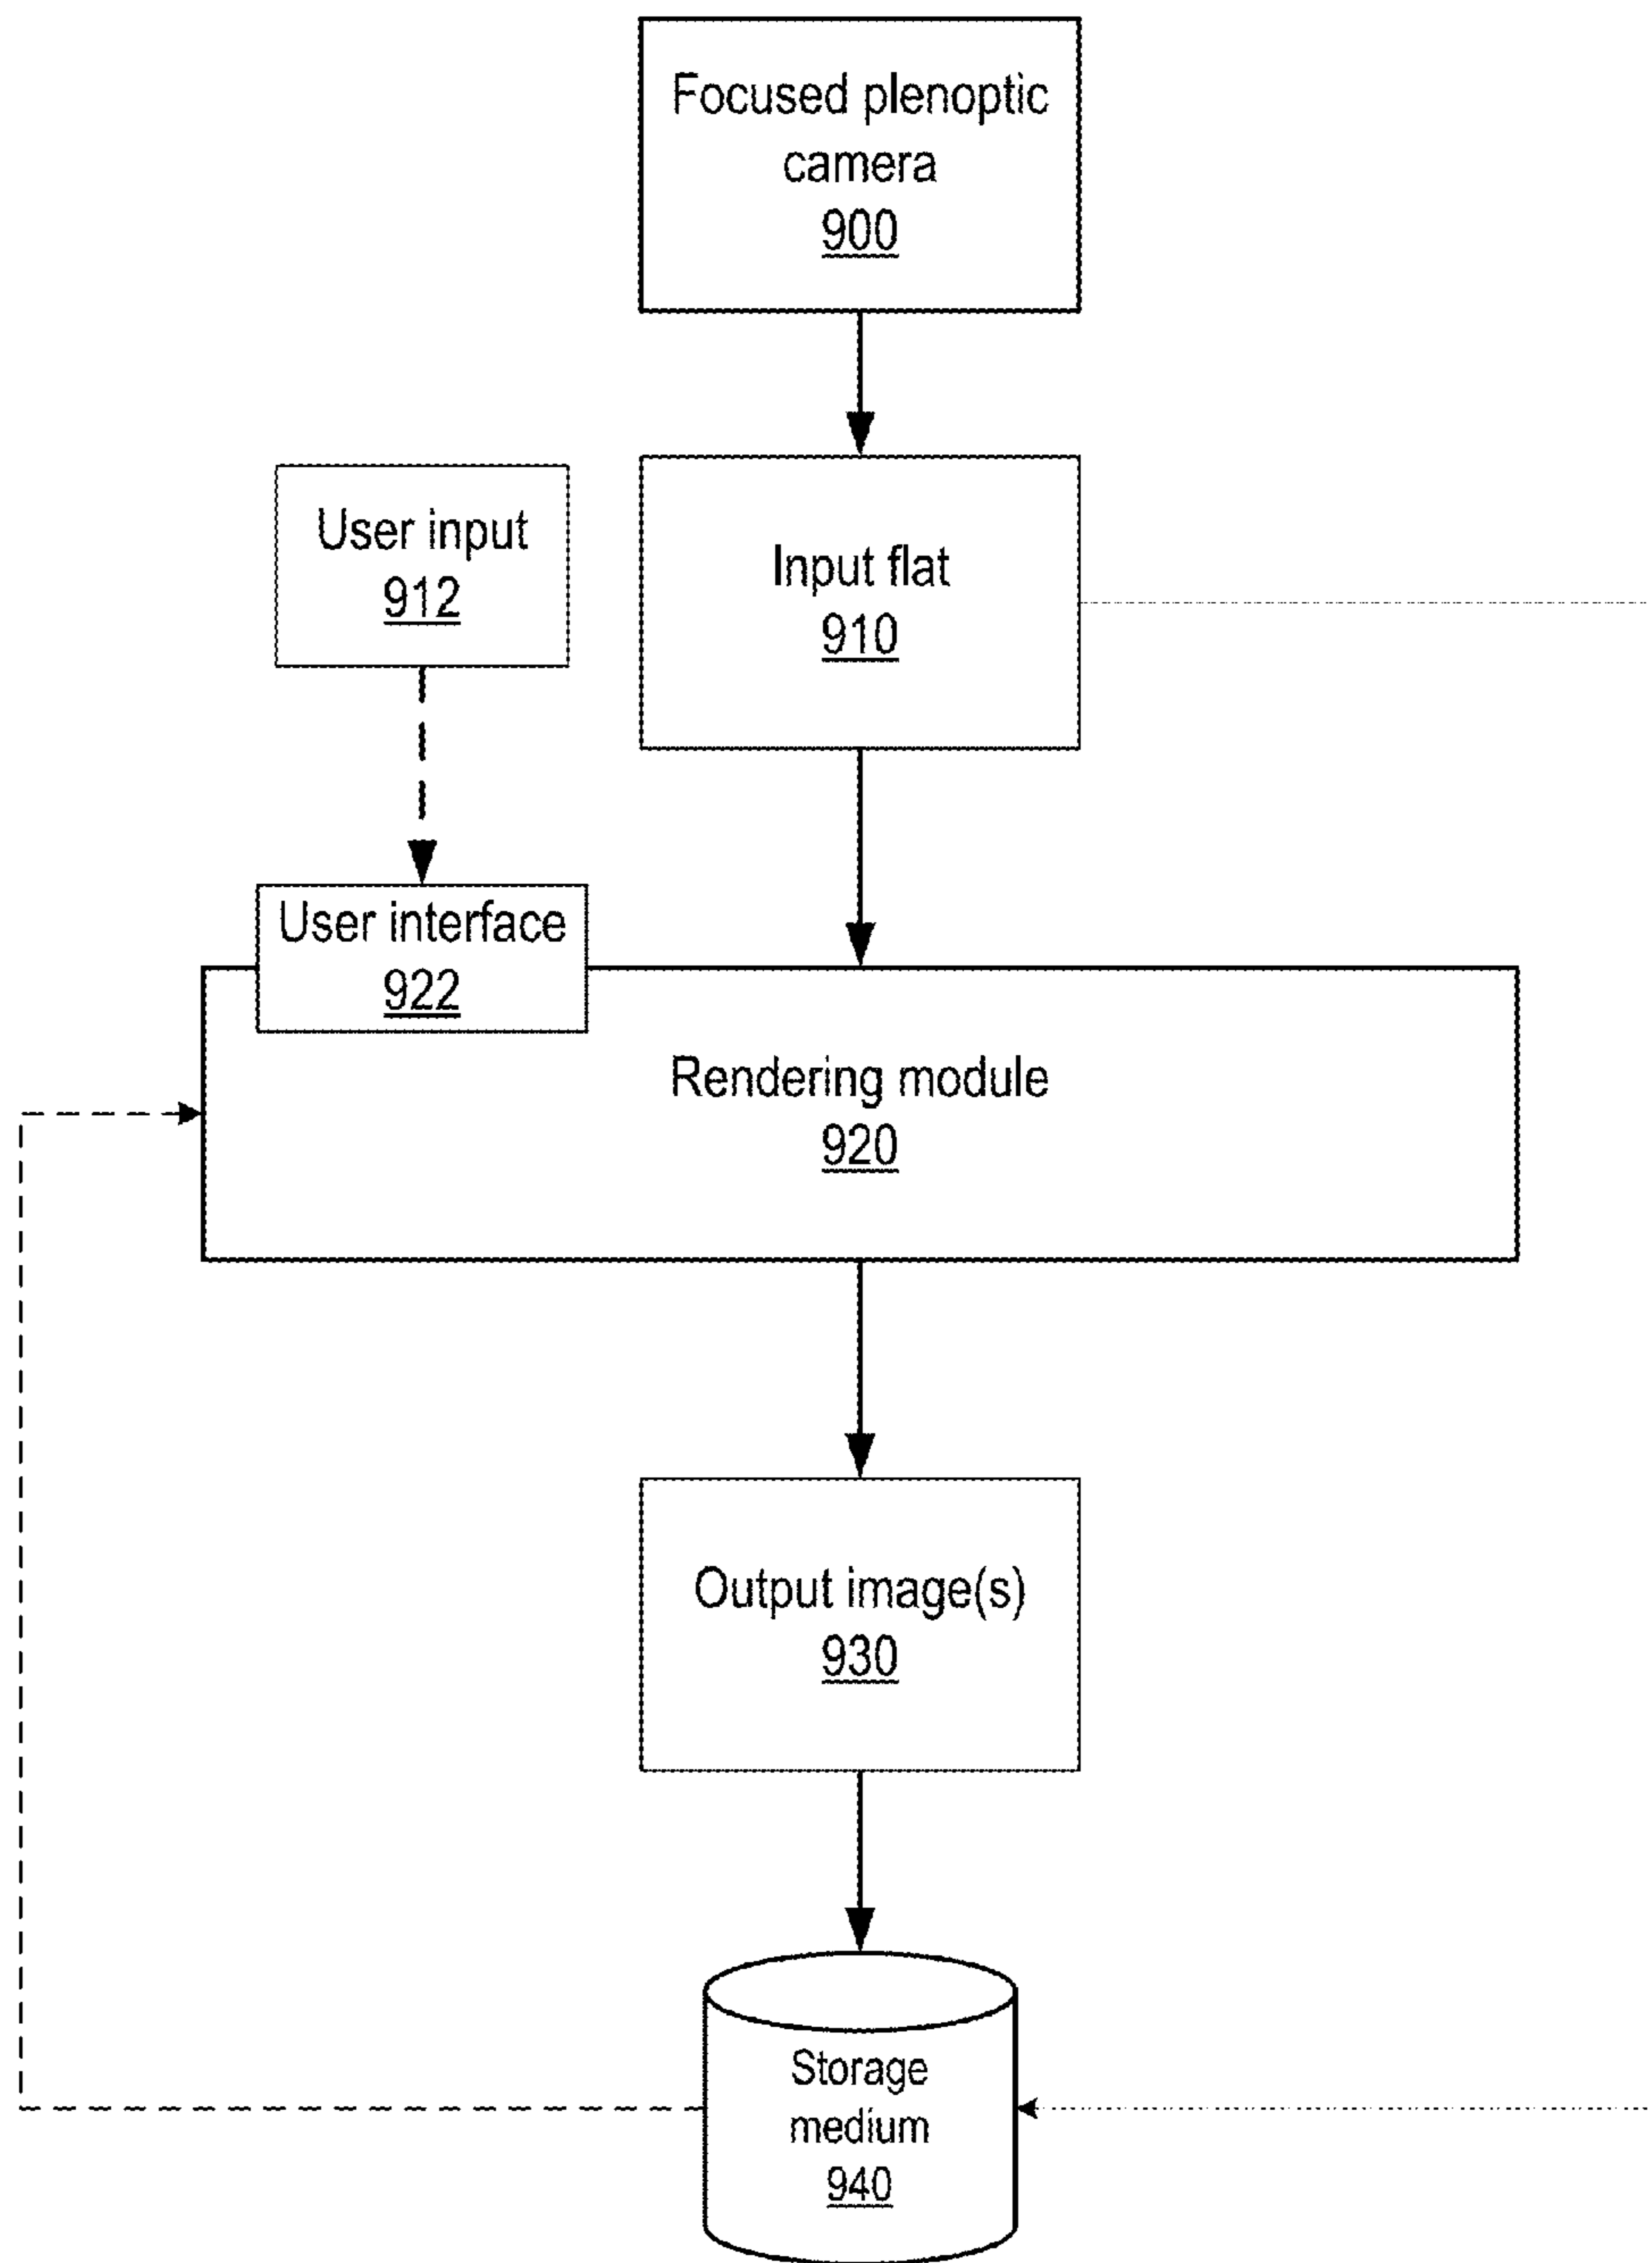 Focused plenoptic
camera
900
User input
912
Input flat
910
User interface
922
Rendering module
920
Output image(s)
930
Storage
medium
940